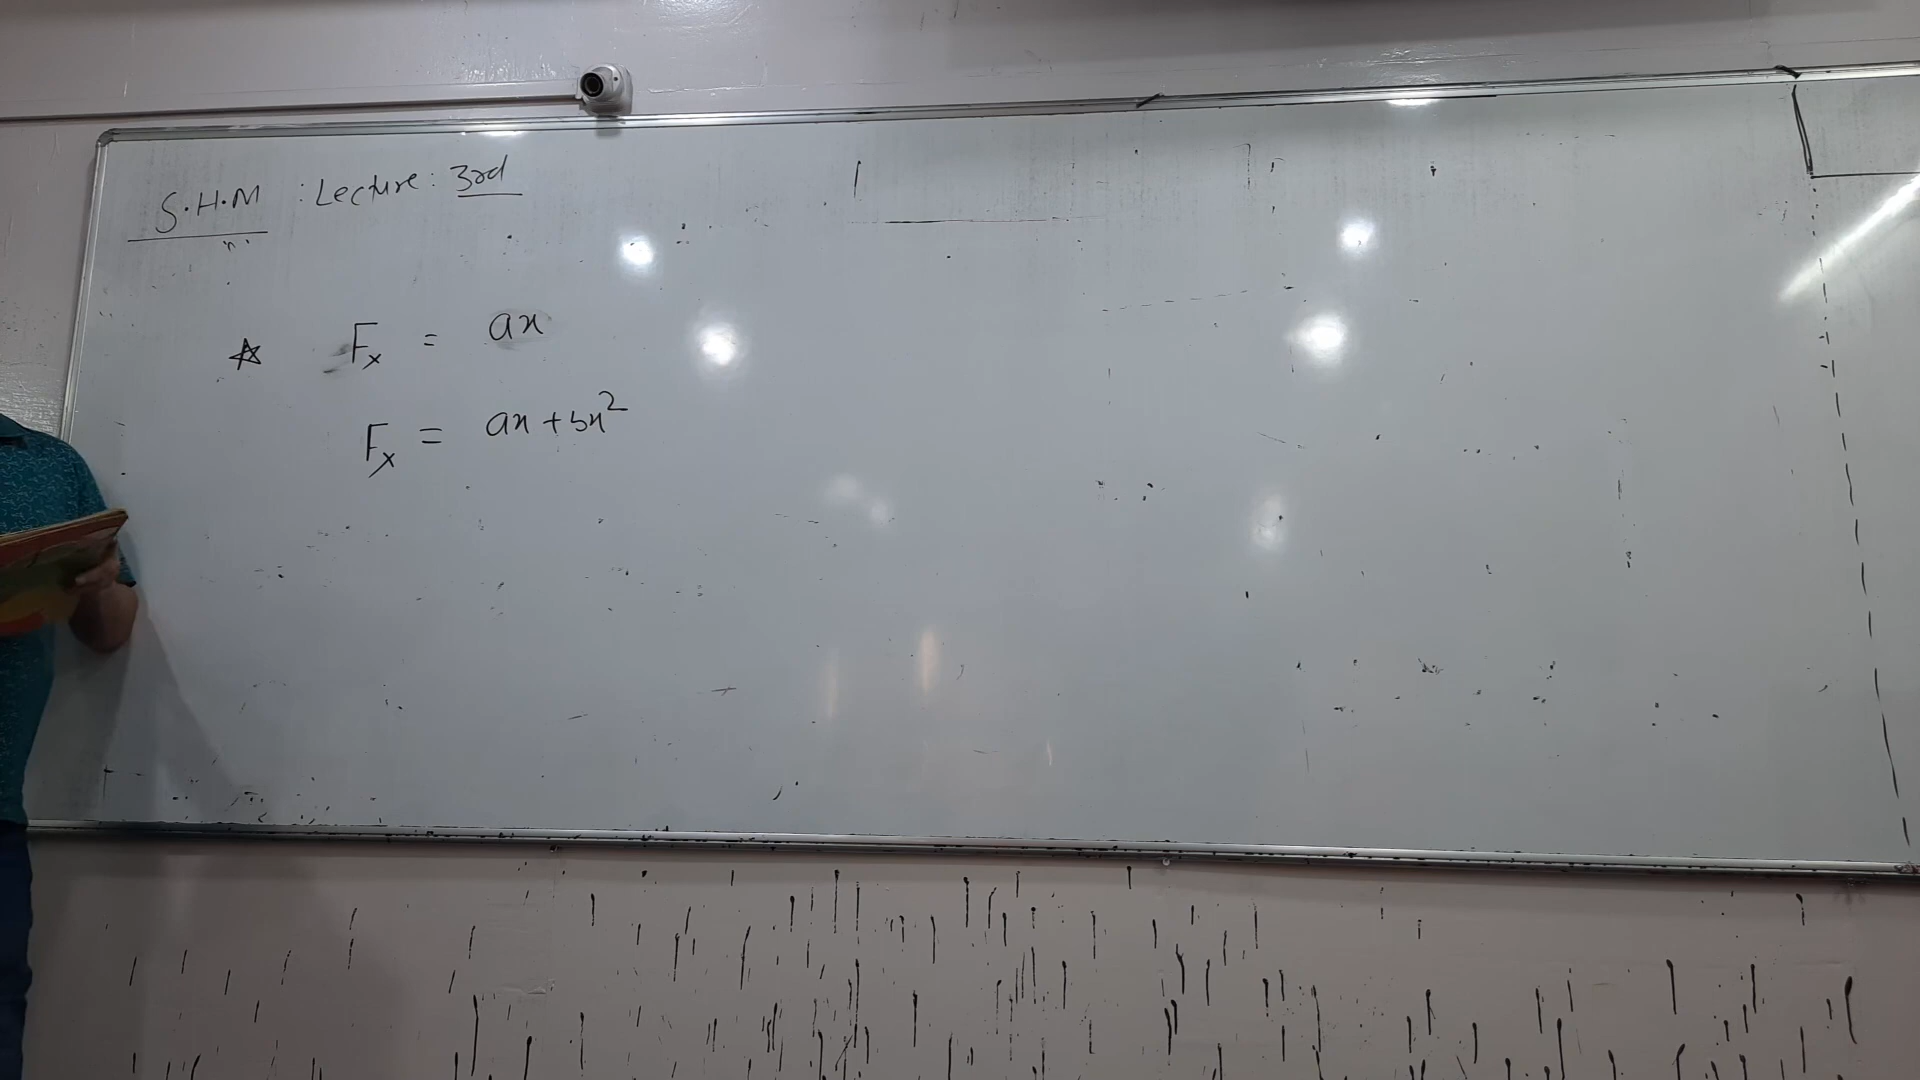 S.H.M : Lecture : 3rd
☆ Fx = ax
Fx = ax + bx²